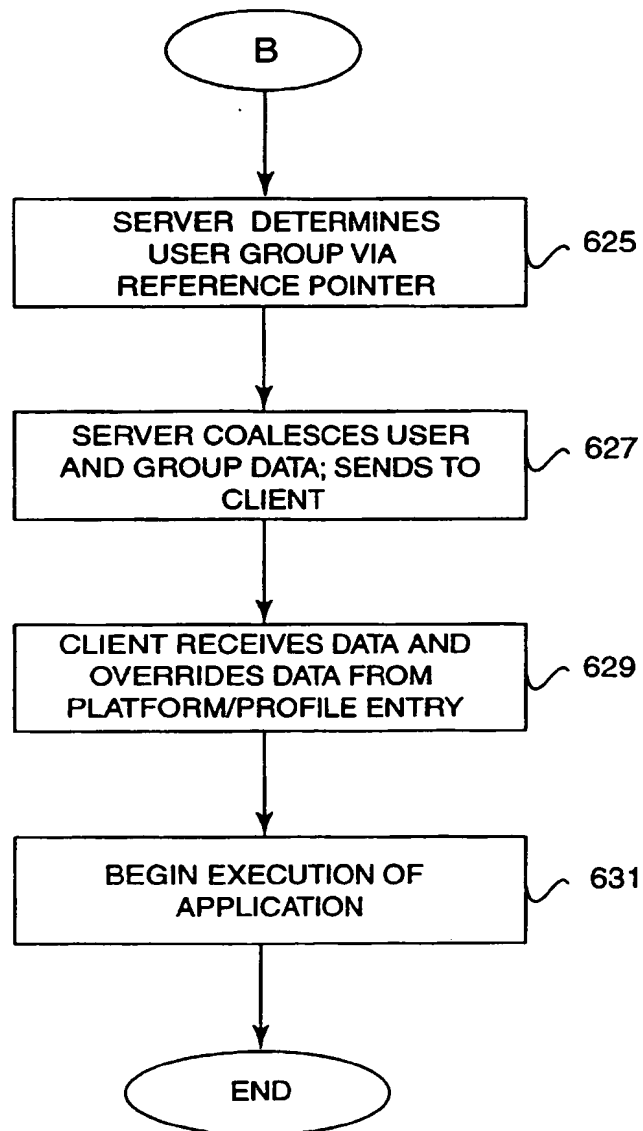 B
SERVER DETERMINES
USER GROUP VIA
REFERENCE POINTER
625
SERVER COALESCES USER
AND GROUP DATA; SENDS TO
CLIENT
627
CLIENT RECEIVES DATA AND
OVERRIDES DATA FROM
PLATFORM/PROFILE ENTRY
629
BEGIN EXECUTION OF
APPLICATION
631
END